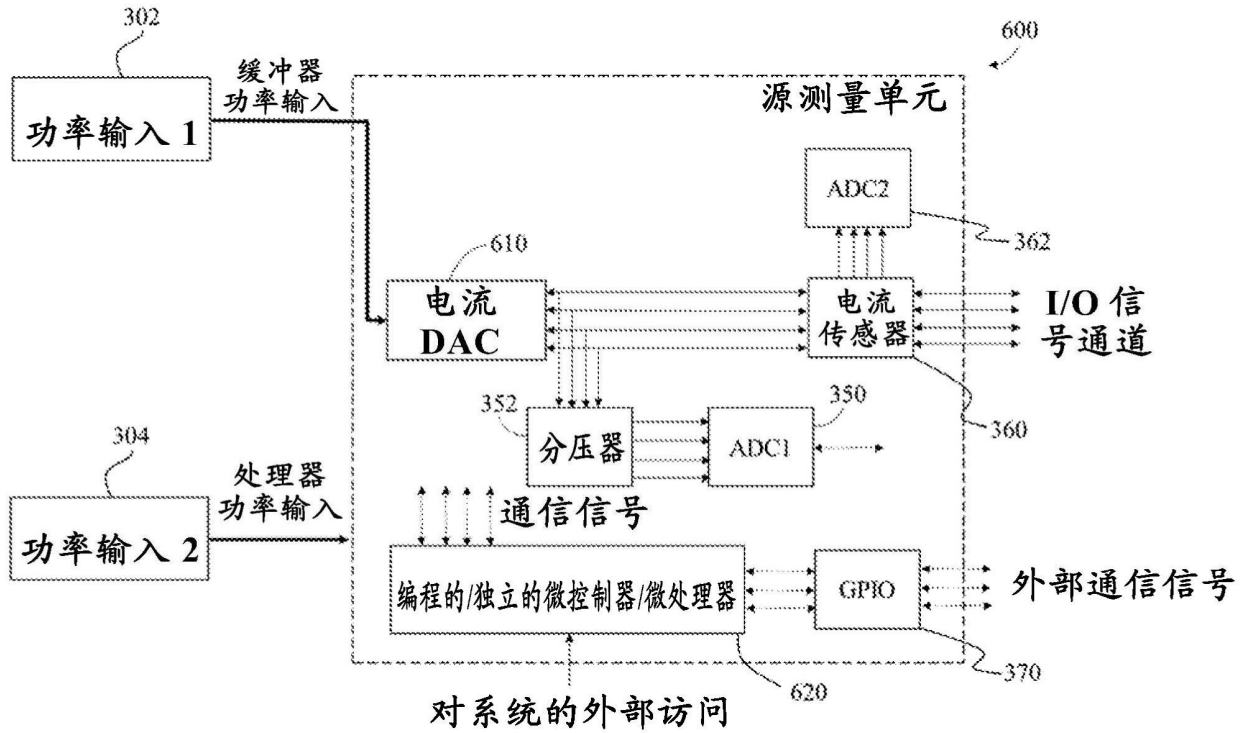 302
600
缓冲器
功率输入
源测量单元
功率输入 1
ADC2
362
610
电流
DAC
电流
传感器
I/O 信
号通道
352
350
360
分压器
ADC1
304
处理器
功率输入
通信信号
功率输入 2
编程的/独立的微控制器/微处理器
GPIO
外部通信信号
620
370
对系统的外部访问